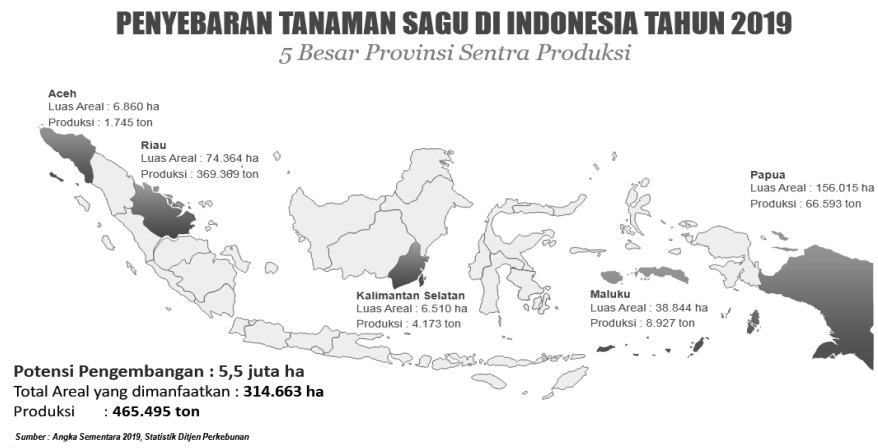 PENYEBARAN TANAMAN SAGU DI INDONESIA TAHUN 2019
5 Besar Provinsi Sentra Produksi
Aceh
Luas Areal : 6.860 ha
Produksi : 1.745 ton
Riau
Luas Areal : 74.364 ha
Produksi : 369.369 ton
Papua
Luas Areal : 156.015 ha
Produksi : 66.593 ton
Kalimantan Selatan
Luas Areal : 6.510 ha
Produksi : 4.173 ton
Maluku
Luas Areal : 38.844 ha
Produksi : 8.927 ton
Potensi Pengembangan : 5,5 juta ha
Total Areal yang dimanfaatkan : 314.663 ha
Produksi : 465.495 ton
Sumber : Angka Sementara 2019, Statistik Ditjen Perkebunan